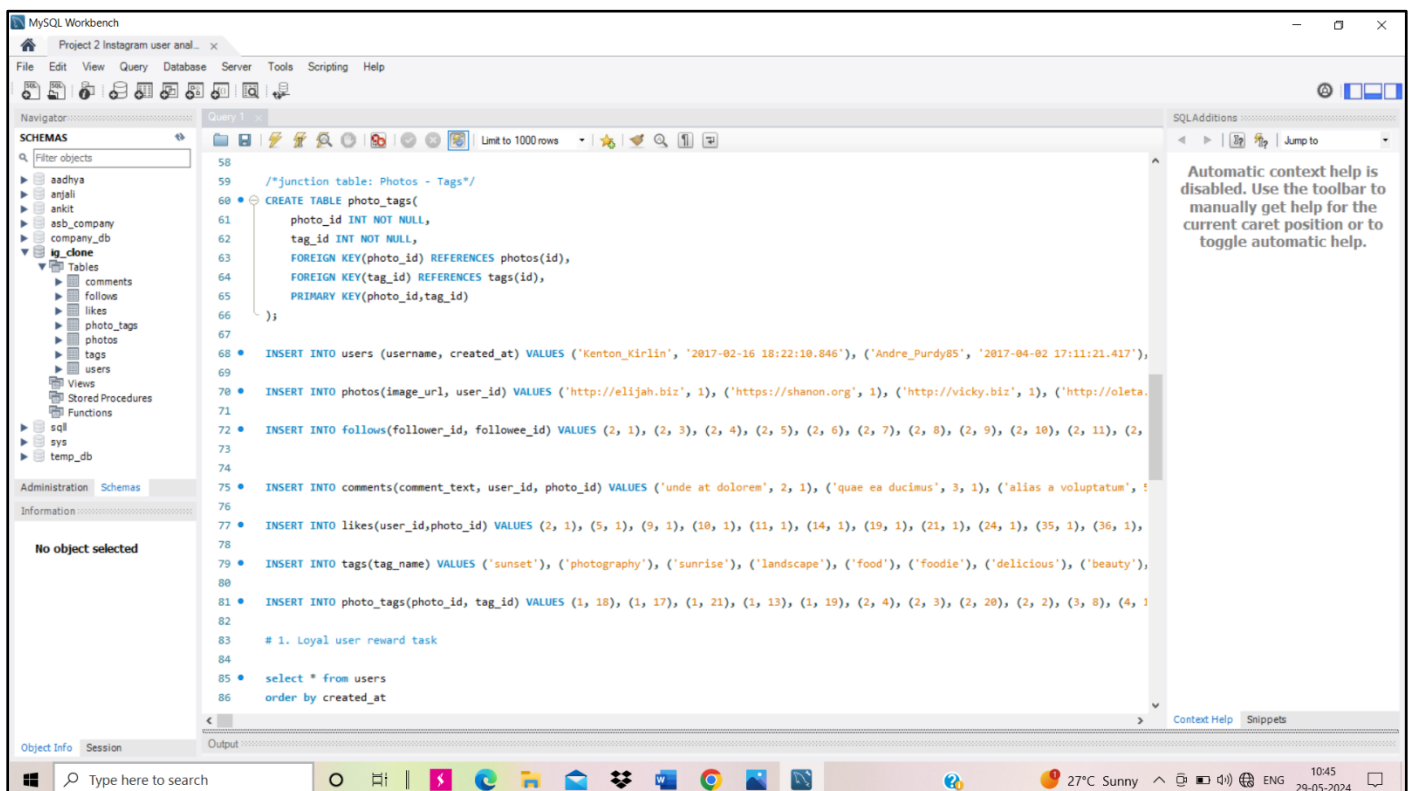 MySQL Workbench
Project 2 Instagram user anal... ×
File Edit View Query Database Server Tools Scripting Help
Navigator
SCHEMAS
Filter objects
aadhya
anjali
ankit
asb_company
company_db
ig_clone
Tables
comments
follows
likes
photo_tags
photos
tags
users
Views
Stored Procedures
Functions
sqll
sys
temp_db
Administration Schemas
Information
No object selected
Object Info Session
Query 1 ×
Limit to 1000 rows
58
59 /*junction table: Photos - Tags*/
60 CREATE TABLE photo_tags(
61 photo_id INT NOT NULL,
62 tag_id INT NOT NULL,
63 FOREIGN KEY(photo_id) REFERENCES photos(id),
64 FOREIGN KEY(tag_id) REFERENCES tags(id),
65 PRIMARY KEY(photo_id,tag_id)
66 );
67
68 INSERT INTO users (username, created_at) VALUES ('Kenton_Kirlin', '2017-02-16 18:22:10.846'), ('Andre_Purdy85', '2017-04-02 17:11:21.417'),
69
70 INSERT INTO photos(image_url, user_id) VALUES ('http://elijah.biz', 1), ('https://shanon.org', 1), ('http://vicky.biz', 1), ('http://oleta.
71
72 INSERT INTO follows(follower_id, followee_id) VALUES (2, 1), (2, 3), (2, 4), (2, 5), (2, 6), (2, 7), (2, 8), (2, 9), (2, 10), (2, 11), (2,
73
74
75 INSERT INTO comments(comment_text, user_id, photo_id) VALUES ('unde at dolorem', 2, 1), ('quae ea ducimus', 3, 1), ('alias a voluptatum', 5
76
77 INSERT INTO likes(user_id,photo_id) VALUES (2, 1), (5, 1), (9, 1), (10, 1), (11, 1), (14, 1), (19, 1), (21, 1), (24, 1), (35, 1), (36, 1),
78
79 INSERT INTO tags(tag_name) VALUES ('sunset'), ('photography'), ('sunrise'), ('landscape'), ('food'), ('foodie'), ('delicious'), ('beauty'),
80
81 INSERT INTO photo_tags(photo_id, tag_id) VALUES (1, 18), (1, 17), (1, 21), (1, 13), (1, 19), (2, 4), (2, 3), (2, 20), (2, 2), (3, 8), (4, 1
82
83 # 1. Loyal user reward task
84
85 select * from users
86 order by created_at
Output
SQLAdditions
Jump to
Automatic context help is
disabled. Use the toolbar to
manually get help for the
current caret position or to
toggle automatic help.
Context Help Snippets
Type here to search
27°C Sunny
ENG
10:45
29-05-2024